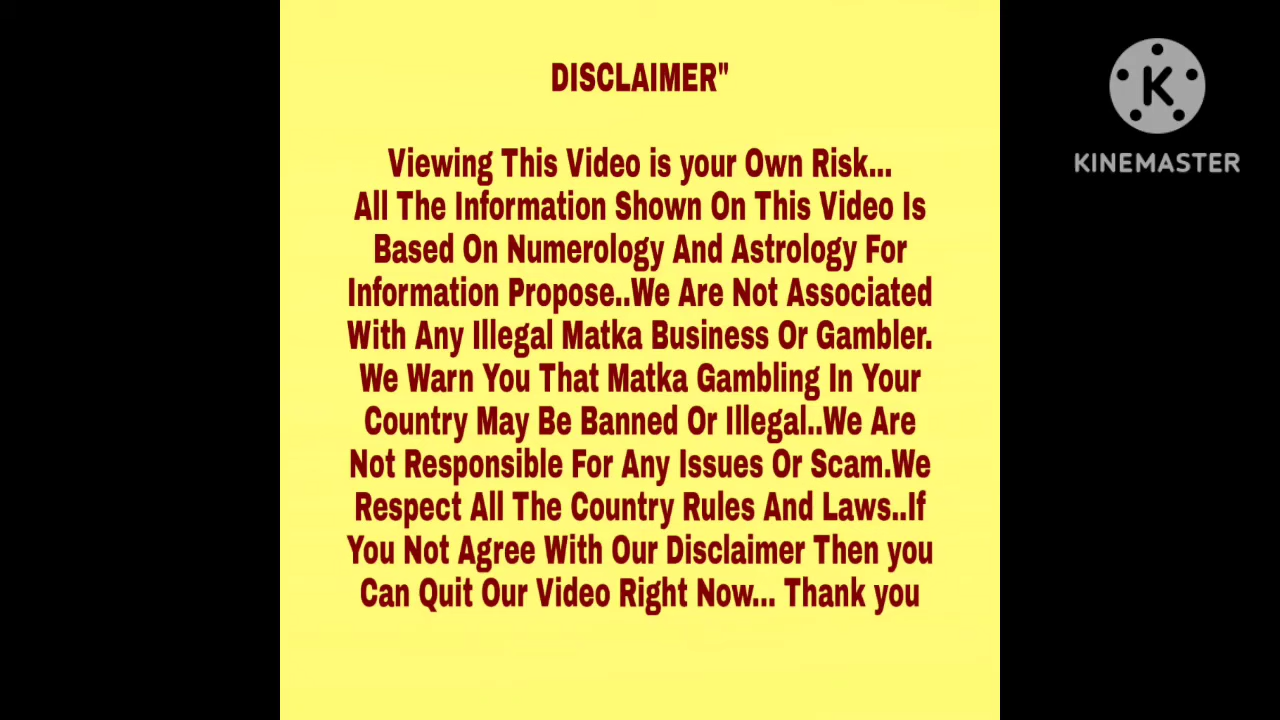 DISCLAIMER"
Viewing This Video is your Own Risk...
All The Information Shown On This Video Is
Based On Numerology And Astrology For
Information Propose..We Are Not Associated
With Any Illegal Matka Business Or Gambler.
We Warn You That Matka Gambling In Your
Country May Be Banned Or Illegal..We Are
Not Responsible For Any Issues Or Scam.We
Respect All The Country Rules And Laws..If
You Not Agree With Our Disclaimer Then you
Can Quit Our Video Right Now... Thank you
K
KINEMASTER